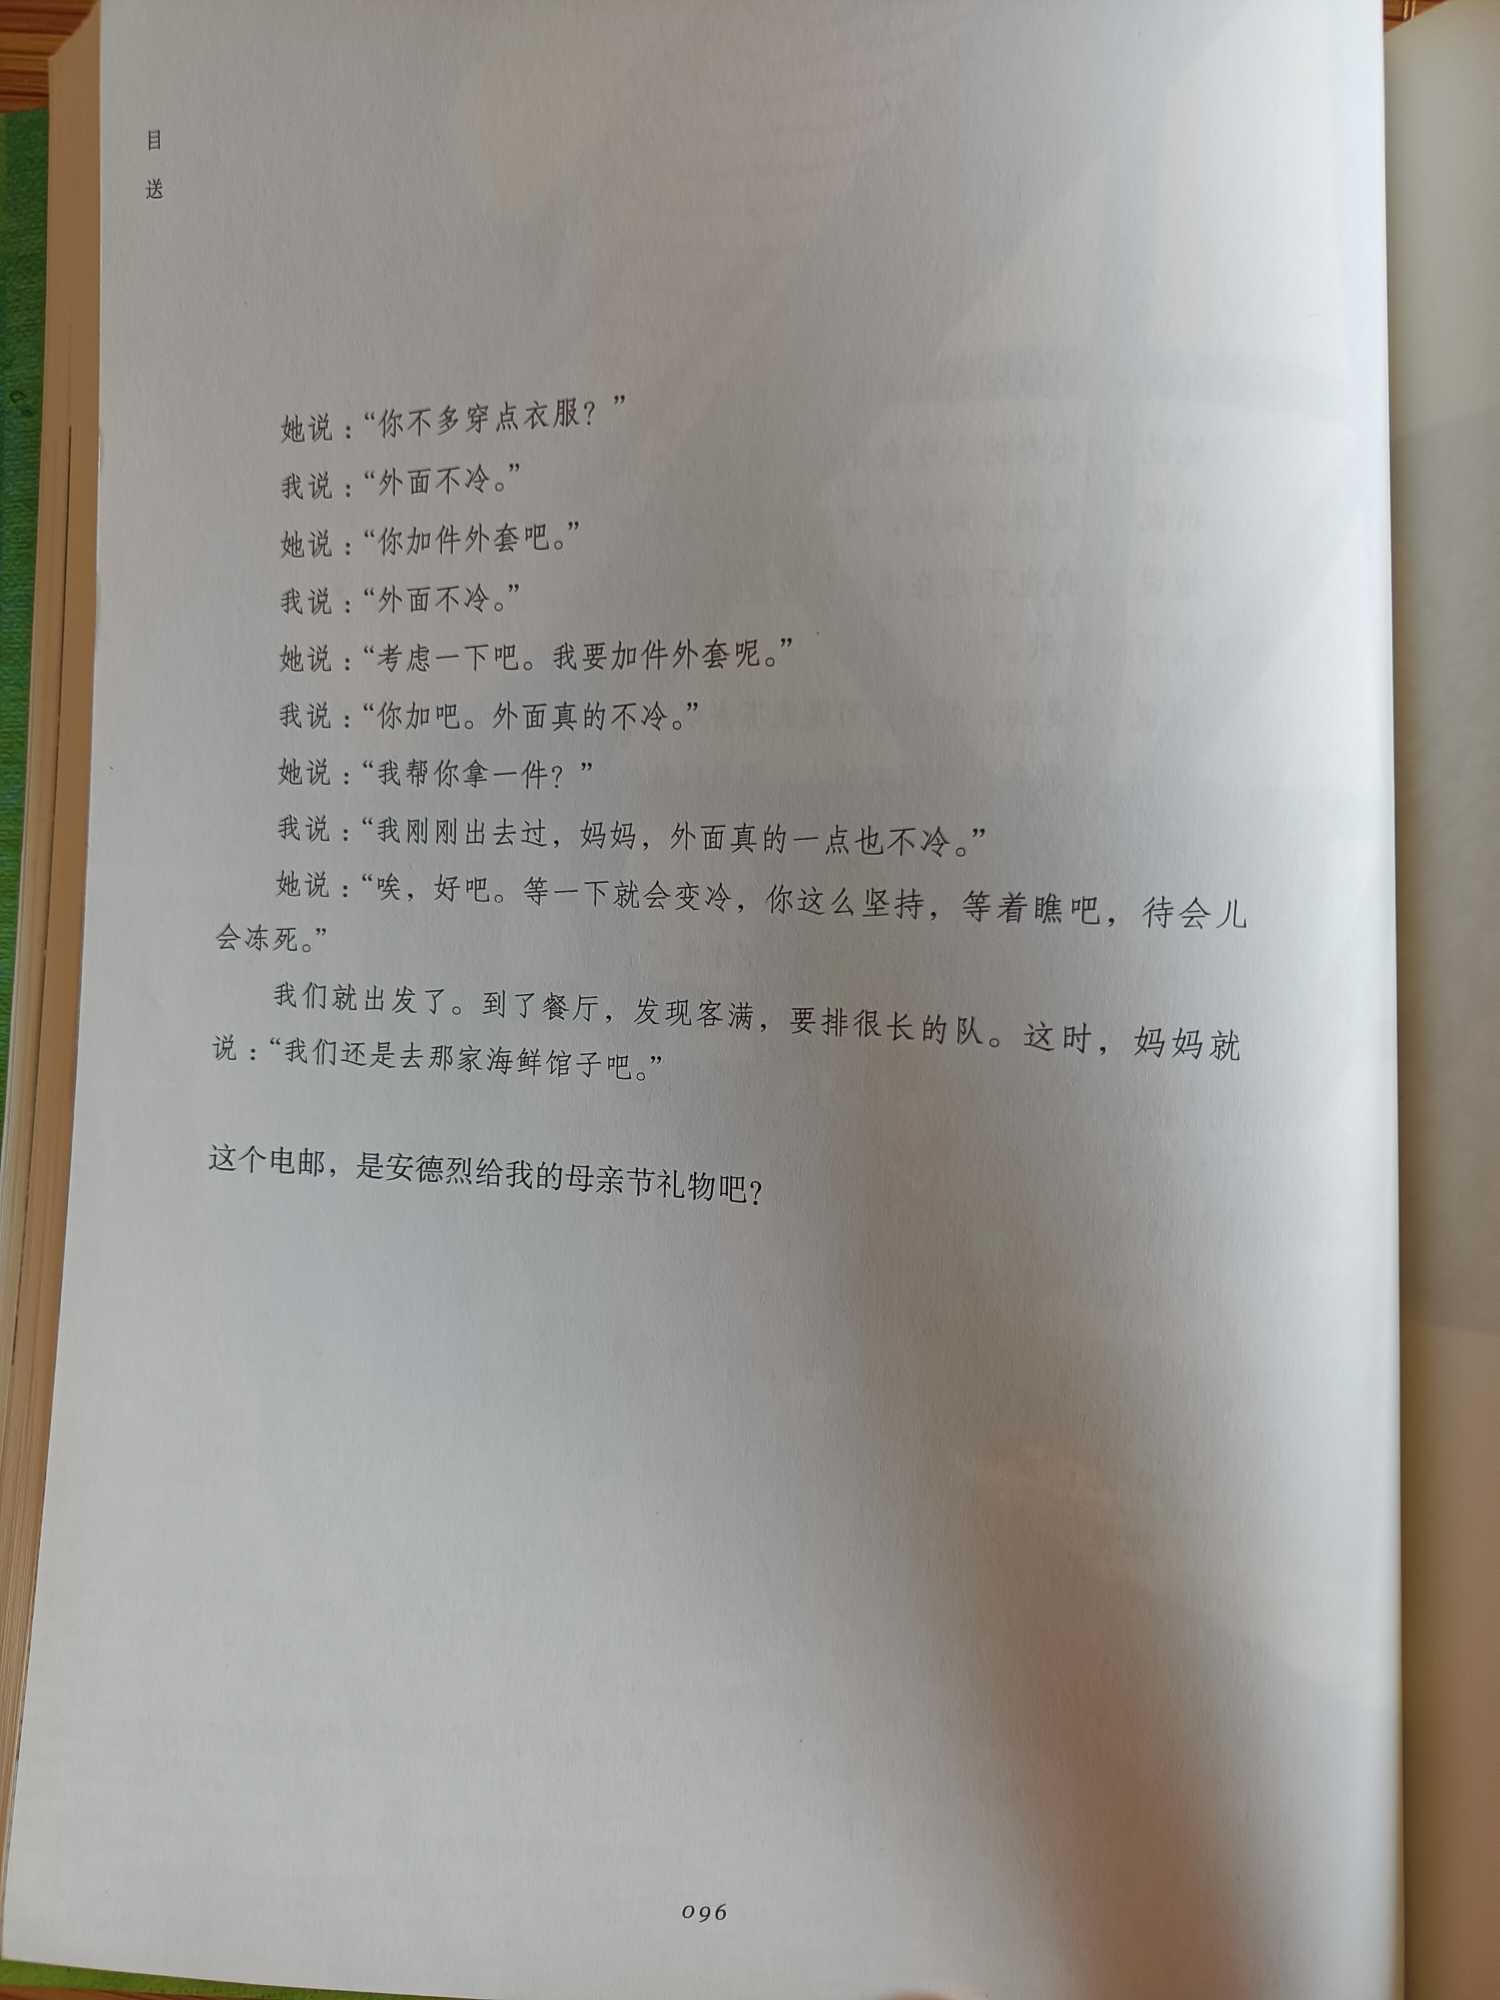 目
送
她说：“你不多穿点衣服？”
我说：“外面不冷。”
她说：“你加件外套吧。”
我说：“外面不冷。”
她说：“考虑一下吧。我要加件外套呢。”
我说：“你加吧。外面真的不冷。”
她说：“我帮你拿一件？”
我说：“我刚刚出去过，妈妈，外面真的一点也不冷。”
她说：“唉，好吧。等一下就会变冷，你这么坚持，等着瞧吧，待会儿
会冻死。”
我们就出发了。到了餐厅，发现客满，要排很长的队。这时，妈妈就
说：“我们还是去那家海鲜馆子吧。”
这个电邮，是安德烈给我的母亲节礼物吧？
096